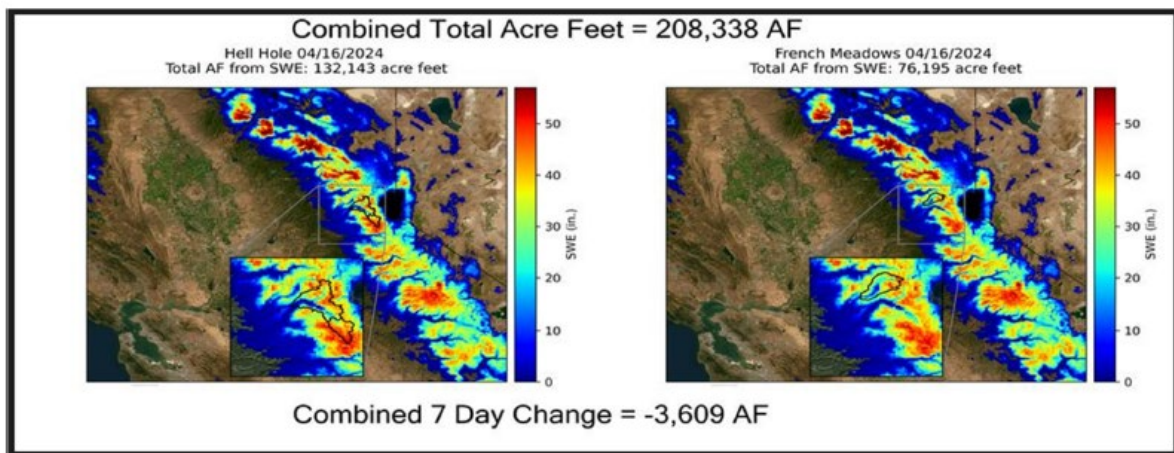 Combined Total Acre Feet = 208,338 AF
Hell Hole 04/16/2024
Total AF from SWE: 132,143 acre feet
50
40
30
20
10
0
SWE (in.)
French Meadows 04/16/2024
Total AF from SWE: 76,195 acre feet
50
40
30
20
10
0
SWE (in.)
Combined 7 Day Change = -3,609 AF